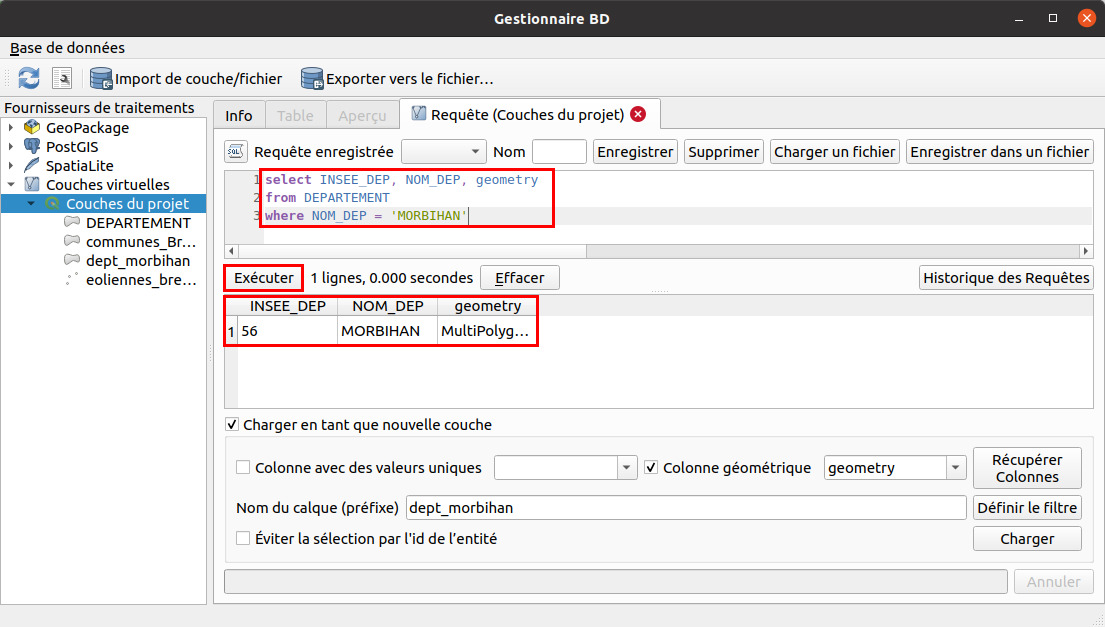 Gestionnaire BD
Base de données
Import de couche/fichier Exporter vers le fichier...
Fournisseurs de traitements
GeoPackage
PostGIS
SpatiaLite
Couches virtuelles
Couches du projet
DEPARTEMENT
communes_Br...
dept_morbihan
eoliennes_bre...
Info Table Aperçu Requête (Couches du projet)
SQL Requête enregistrée Nom Enregistrer Supprimer Charger un fichier Enregistrer dans un fichier
1 select INSEE_DEP, NOM_DEP, geometry
2 from DEPARTEMENT
3 where NOM_DEP = 'MORBIHAN'
Exécuter 1 lignes, 0.000 secondes Effacer Historique des Requêtes
INSEE_DEP NOM_DEP geometry
1 56 MORBIHAN MultiPolyg...
Charger en tant que nouvelle couche
Colonne avec des valeurs uniques Colonne géométrique geometry Récupérer Colonnes
Nom du calque (préfixe) dept_morbihan Définir le filtre
Éviter la sélection par l'id de l'entité Charger
Annuler